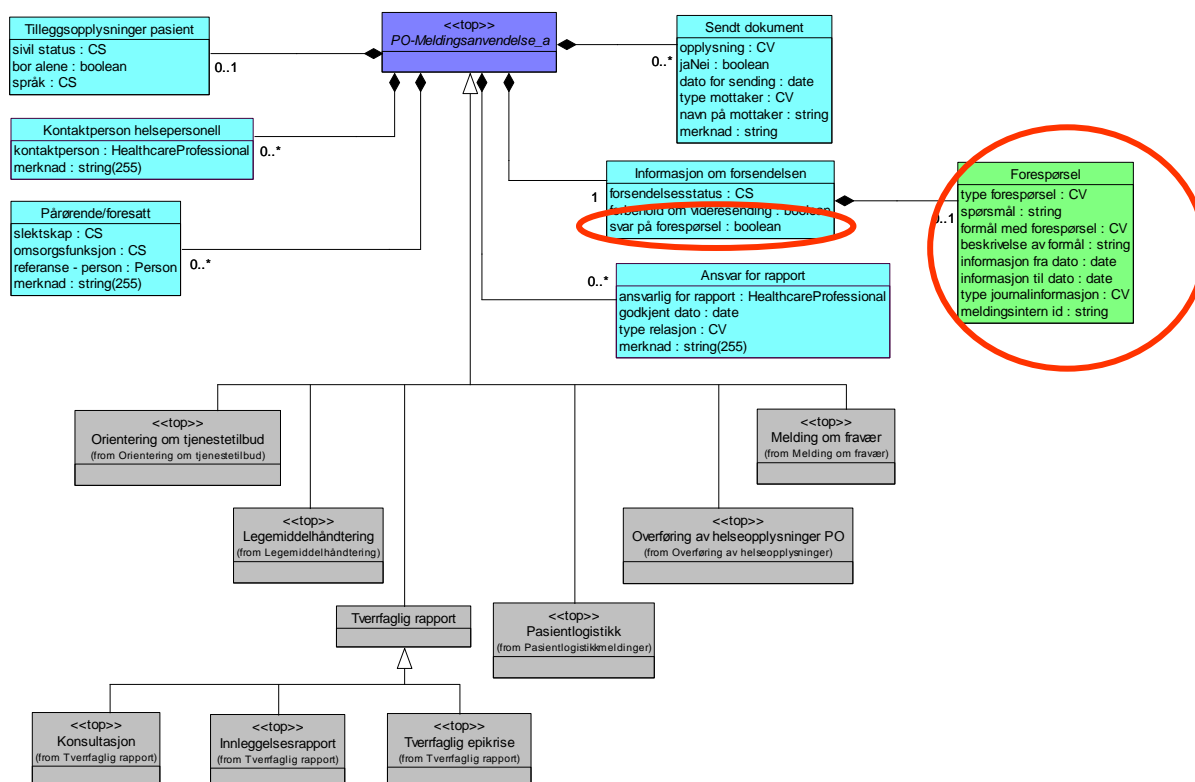 Tilleggsopplysninger pasient
sivil status : CS
bor alene : boolean
språk : CS
0..1
<<top>>
PO-Meldingsanvendelse_a
Sendt dokument
opplysning : CV
jaNei : boolean
dato for sending : date
type mottaker : CV
navn på mottaker : string
merknad : string
0..*
Kontaktperson helsepersonell
kontaktperson : HealthcareProfessional
merknad : string(255)
0..*
Informasjon om forsendelsen
forsendelsesstatus : CS
forbehold om videresending : boolean
svar på forespørsel : boolean
1
Forespørsel
type forespørsel : CV
spørsmål : string
formål med forespørsel : CV
beskrivelse av formål : string
informasjon fra dato : date
informasjon til dato : date
type journalinformasjon : CV
meldingsintern id : string
0..1
Pårørende/foresatt
slektskap : CS
omsorgsfunksjon : CS
referanse - person : Person
merknad : string(255)
0..*
Ansvar for rapport
ansvarlig for rapport : HealthcareProfessional
godkjent dato : date
type relasjon : CV
merknad : string(255)
0..*
<<top>>
Orientering om tjenestetilbud
(from Orientering om tjenestetilbud)
<<top>>
Melding om fravær
(from Melding om fravær)
<<top>>
Legemiddelhåndtering
(from Legemiddelhåndtering)
<<top>>
Overføring av helseopplysninger PO
(from Overføring av helseopplysninger)
Tverrfaglig rapport
<<top>>
Pasientlogistikk
(from Pasientlogistikkmeldinger)
<<top>>
Konsultasjon
(from Tverrfaglig rapport)
<<top>>
Innleggelsesrapport
(from Tverrfaglig rapport)
<<top>>
Tverrfaglig epikrise
(from Tverrfaglig rapport)